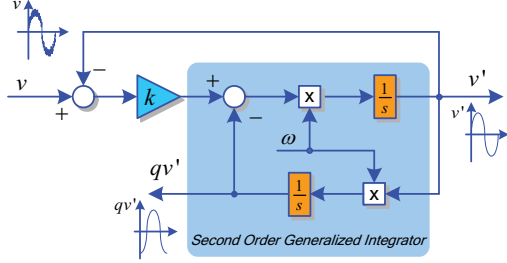 v
v
+
−
k
+
−
x
1
s
v'
v'
ω
qv'
1
s
x
qv'
Second Order Generalized Integrator